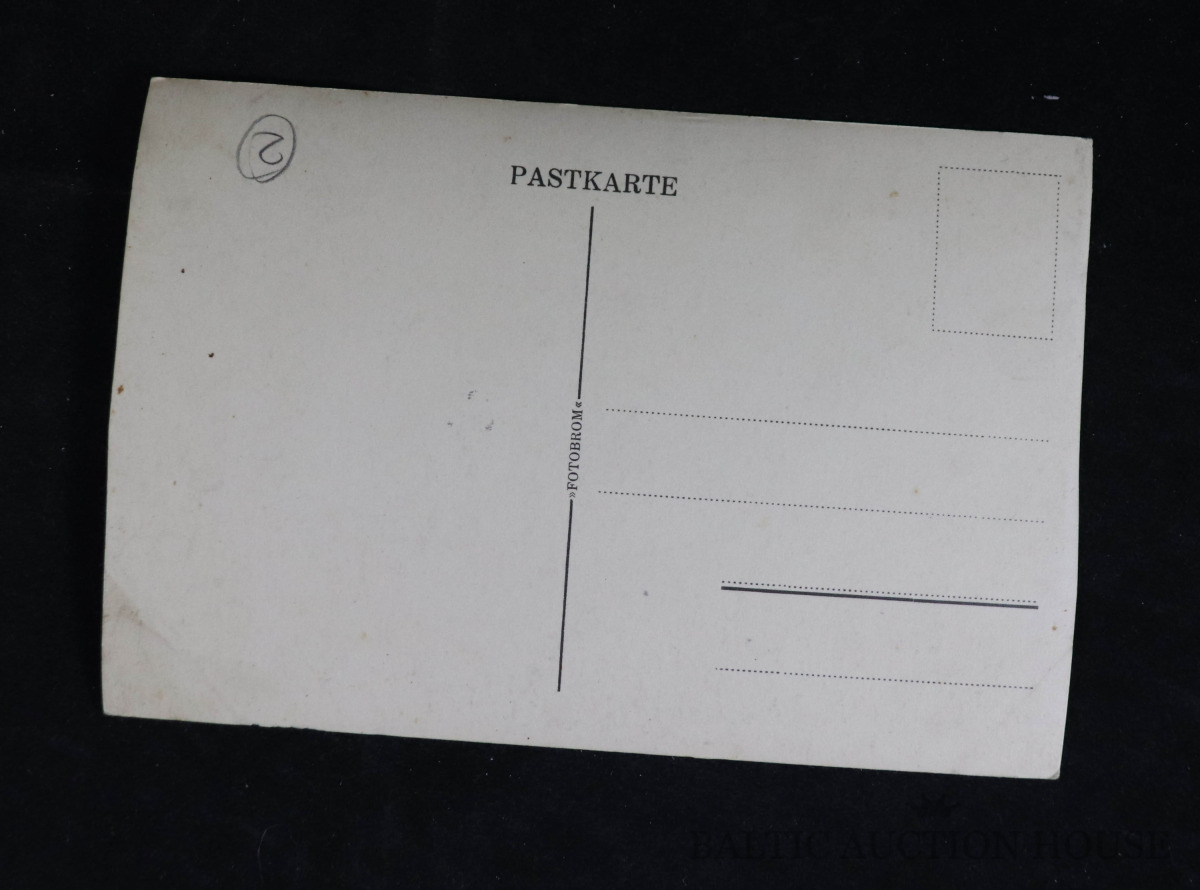 2
PASTKARTE
»FOTOBROM«
BALTIC AUCTION HOUSE